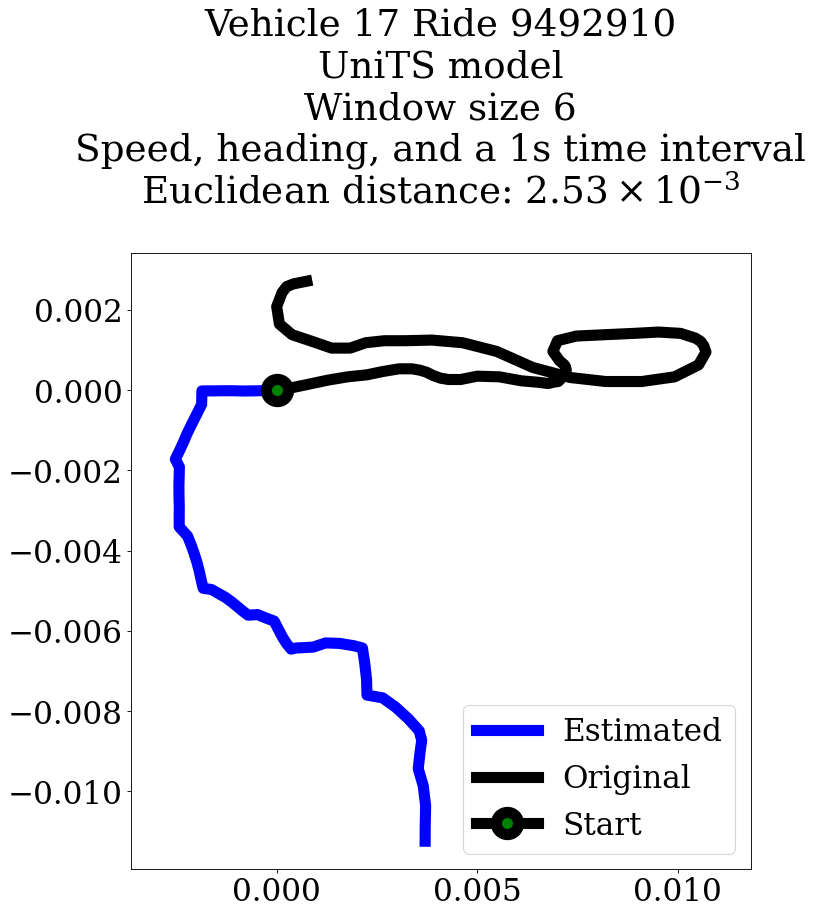 Vehicle 17 Ride 9492910
UniTS model
Window size 6
Speed, heading, and a 1s time interval
Euclidean distance: 2.53 × 10⁻³
0.002
0.000
−0.002
−0.004
−0.006
−0.008
−0.010
Estimated
Original
Start
0.000 0.005 0.010